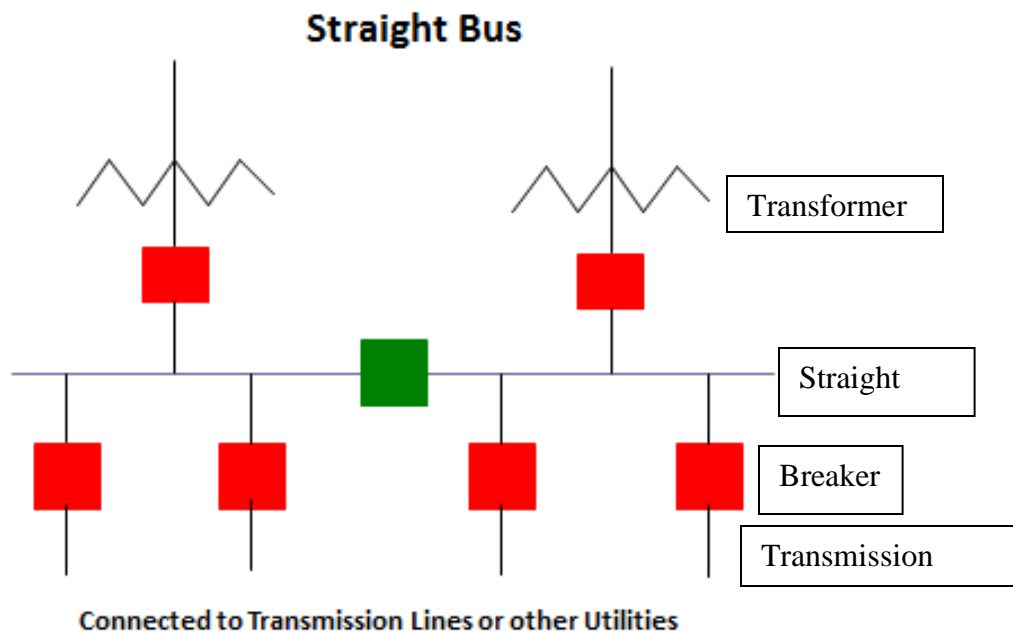 Straight Bus
Transformer
Straight
Breaker
Transmission
Connected to Transmission Lines or other Utilities